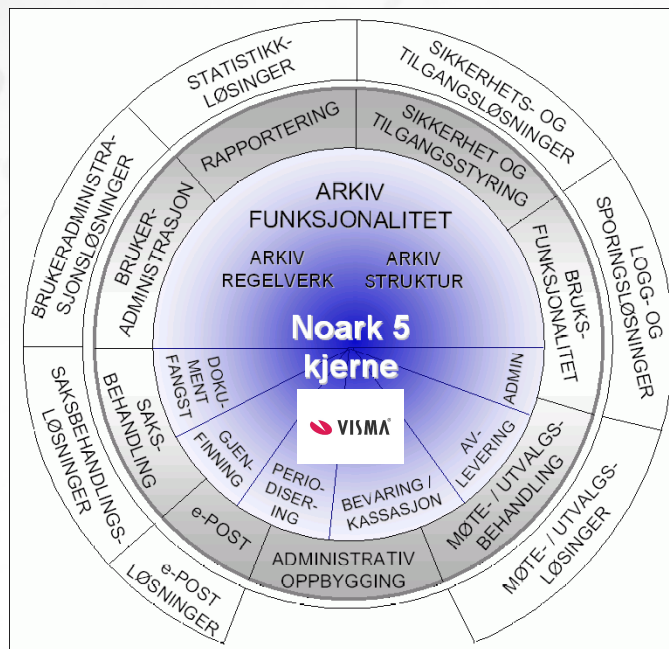 STATISTIKK-
LØSINGER
SIKKERHETS- OG
TILGANGSLØSNINGER
LOGG- OG
SPORINGSLØSNINGER
MØTE- / UTVALGS-
LØSINGER
e-POST
LØSNINGER
SAKSBEHANDLINGS-
LØSNINGER
BRUKERADMINISTRA-
SJONSLØSNINGER
RAPPORTERING
SIKKERHET OG
TILGANGSSTYRING
BRUKS-
FUNKSJONALITET
MØTE- / UTVALGS-
BEHANDLING
ADMINISTRATIV
OPPBYGGING
e-POST
SAKS-
BEHANDLING
BRUKER-
ADMINISTRASJON
ARKIV
FUNKSJONALITET
ARKIV
REGELVERK
ARKIV
STRUKTUR
Noark 5
kjerne
VISMA
DOKU-
MENT
FANGST
GJEN-
FINNING
PERIO-
DISER-
ING
BEVARING /
KASSASJON
AV-
LEVERING
ADMIN